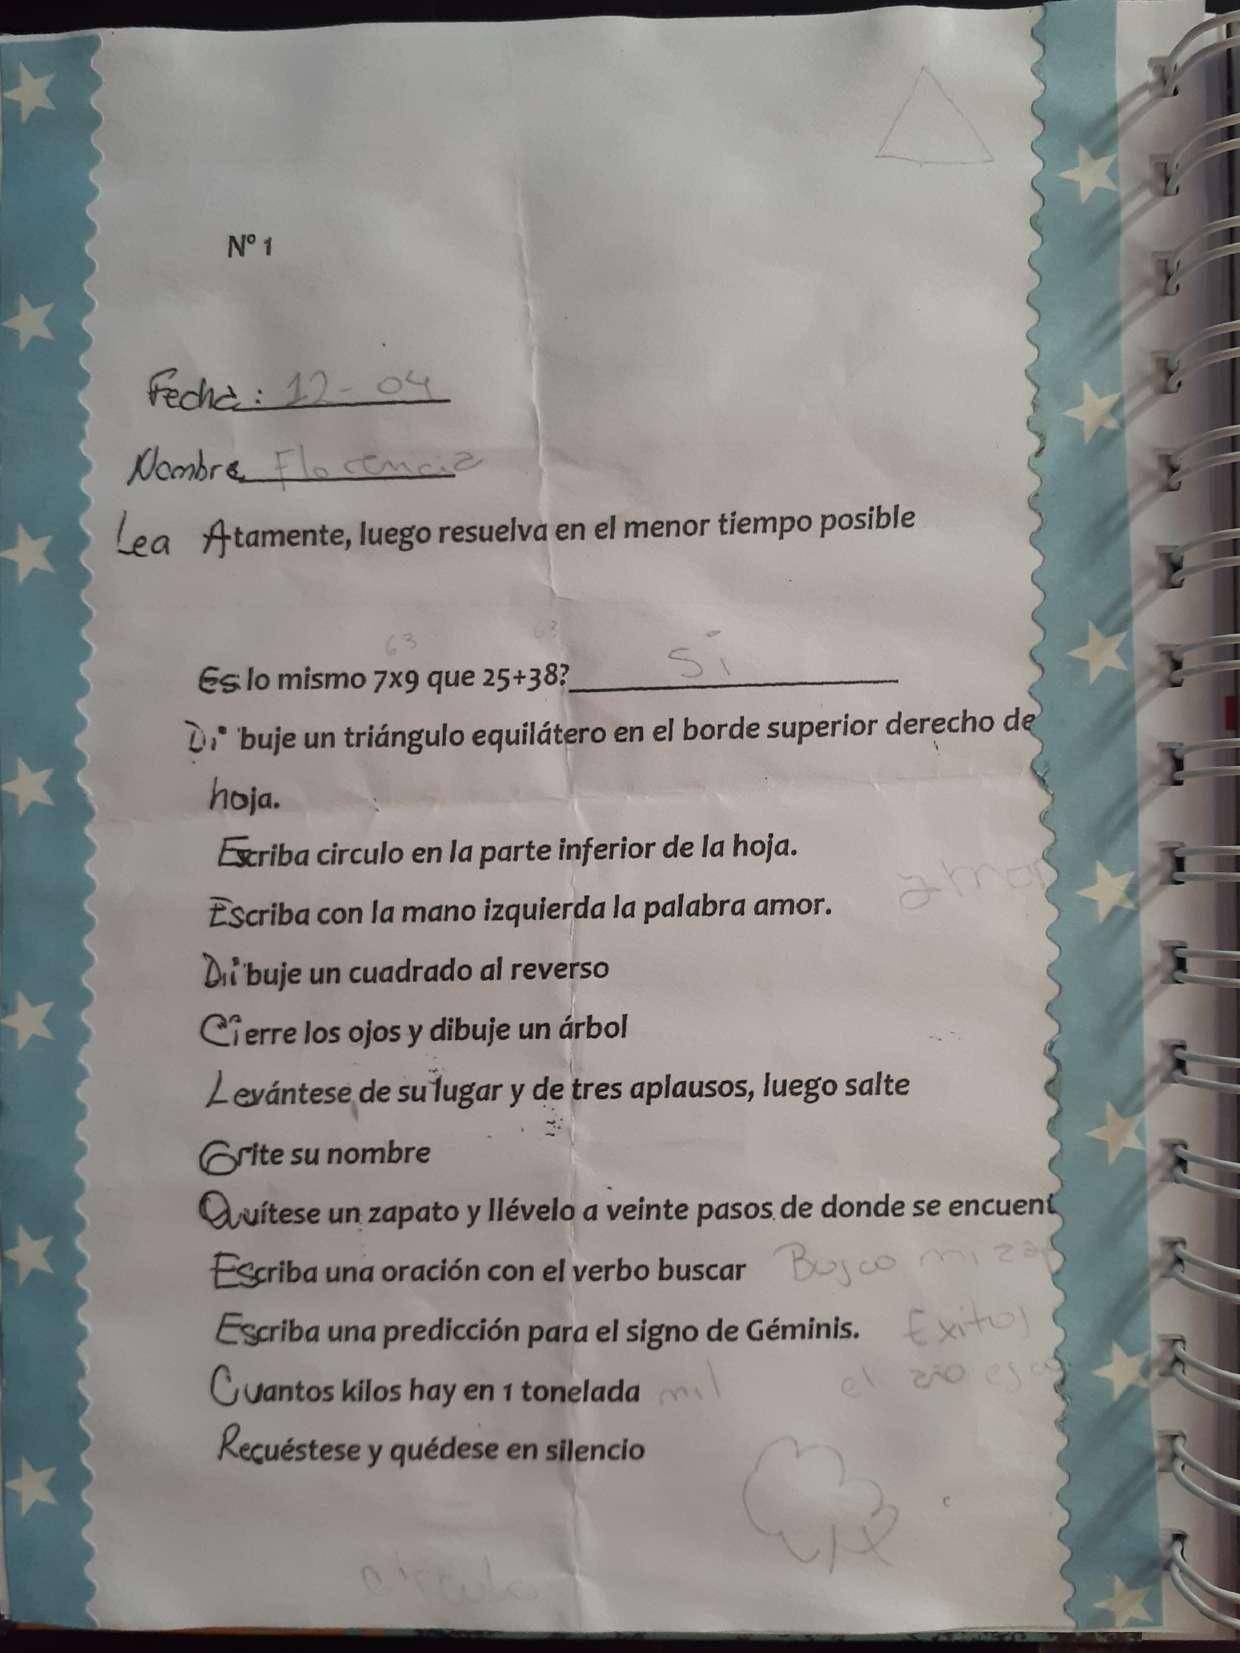 Nº 1
Fecha: 12-04
Nombre Florencia
Lea Atamente, luego resuelva en el menor tiempo posible
63 63
Es lo mismo 7x9 que 25+38? Si
Dibuje un triángulo equilátero en el borde superior derecho de
hoja.
Escriba circulo en la parte inferior de la hoja.
amor
Escriba con la mano izquierda la palabra amor.
Dibuje un cuadrado al reverso
Cierre los ojos y dibuje un árbol
Levántese de su lugar y de tres aplausos, luego salte
Grite su nombre
Quítese un zapato y llévelo a veinte pasos de donde se encuent
Escriba una oración con el verbo buscar Busco mi zap
Escriba una predicción para el signo de Géminis. Exitos
Cuantos kilos hay en 1 tonelada mil el
Recuéstese y quédese en silencio
circulo